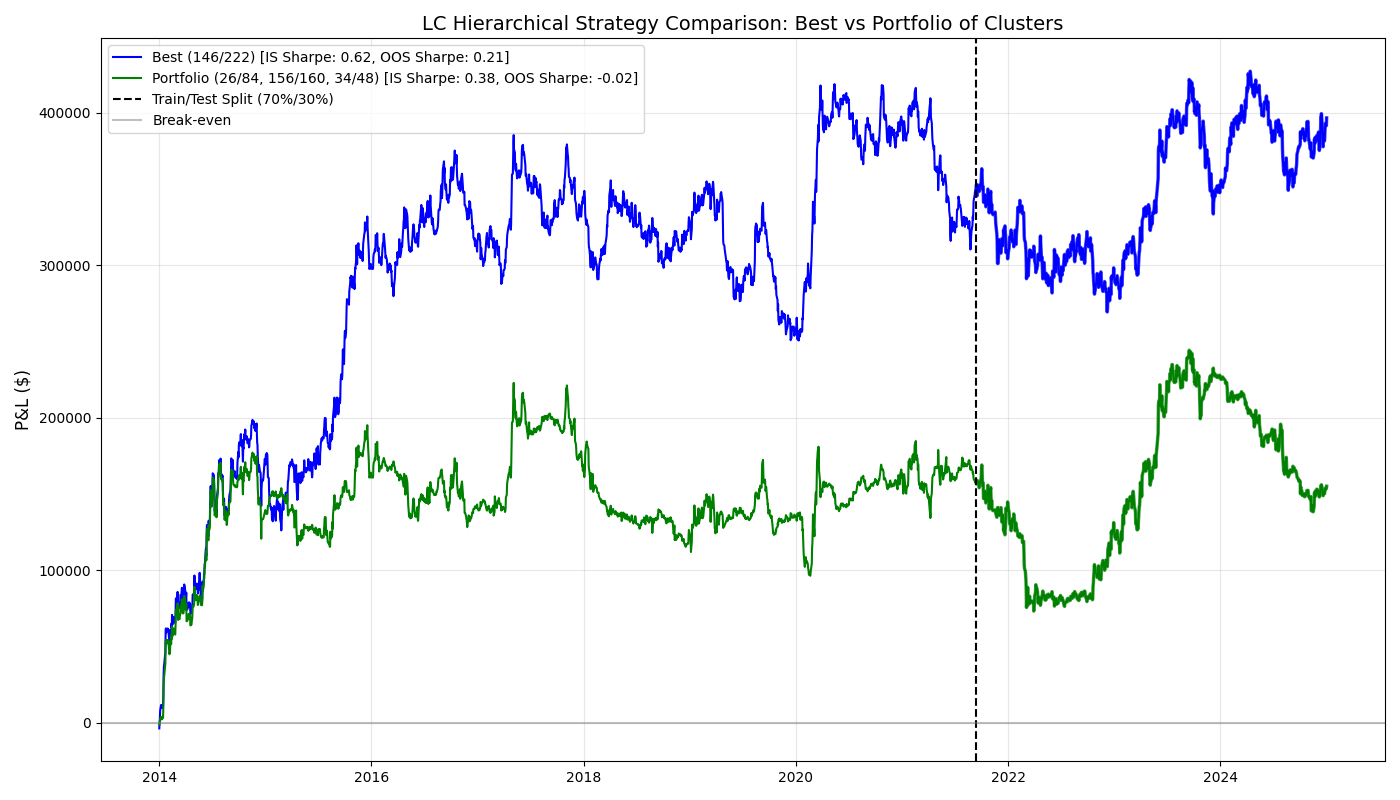 LC Hierarchical Strategy Comparison: Best vs Portfolio of Clusters
Best (146/222) [IS Sharpe: 0.62, OOS Sharpe: 0.21]
Portfolio (26/84, 156/160, 34/48) [IS Sharpe: 0.38, OOS Sharpe: -0.02]
Train/Test Split (70%/30%)
Break-even
P&L ($)
400000
300000
200000
100000
0
2014 2016 2018 2020 2022 2024